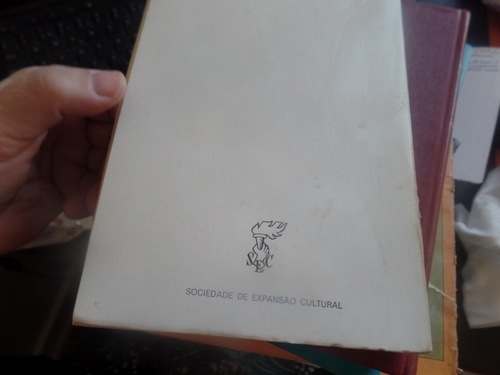 SOCIEDADE DE EXPANSÃO CULTURAL